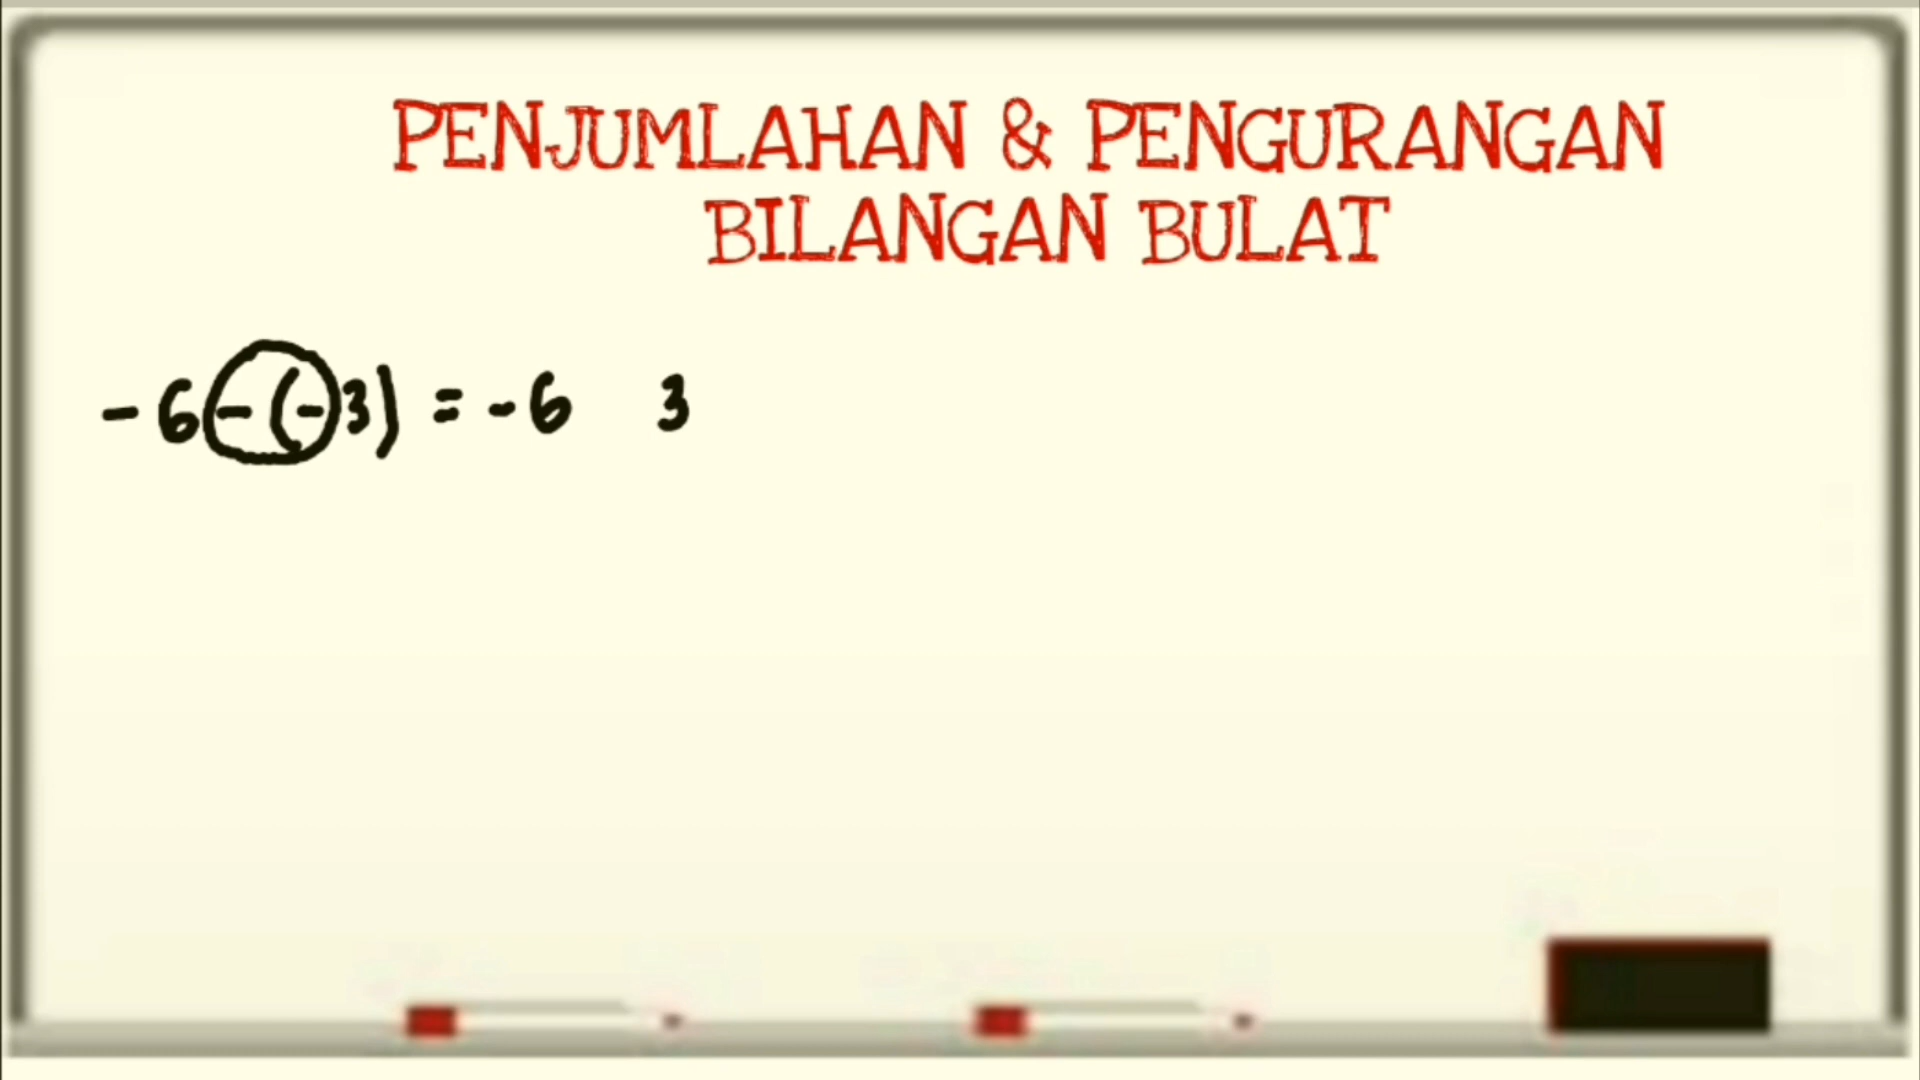 PENJUMLAHAN & PENGURANGAN
BILANGAN BULAT
- 6 - (-3) = - 6 3